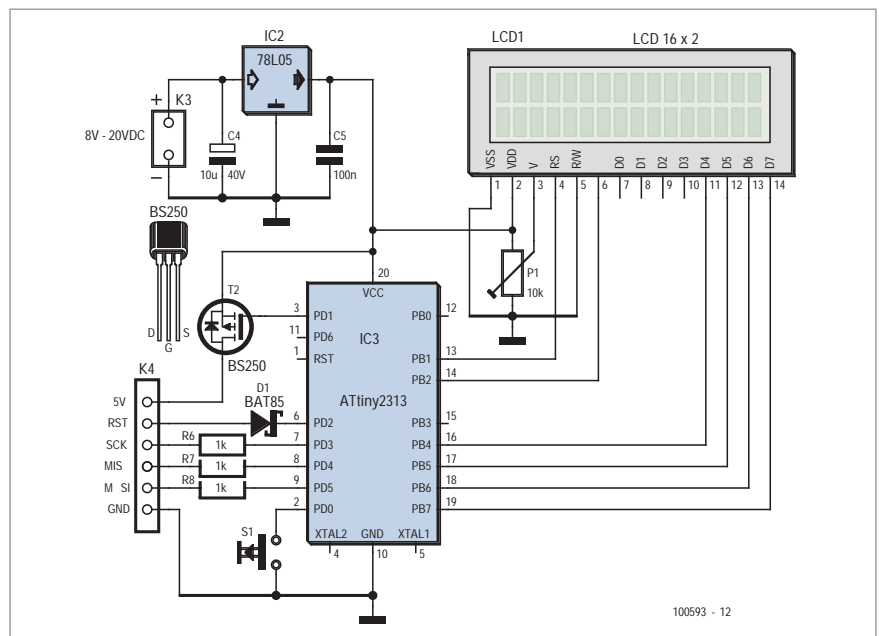 IC2
78L05
+
K3
8V - 20VDC
–
C4
10u
40V
C5
100n
LCD1
LCD 16 x 2
VSS
VDD
V
RS
R/W
D0
D1
D2
D3
D4
D5
D6
D7
1
2
3
4
5
6
7
8
9
10
11
12
13
14
P1
10k
BS250
D
G
S
T2
BS250
20
VCC
3
PD1
PB0
12
11
PD6
IC3
1
RST
PB1
13
PB2
14
ATtiny2313
K4
5V
D1
BAT85
RST
6
PD2
PB3
15
SCK
R6
1k
7
PD3
PB4
16
MIS
R7
1k
8
PD4
PB5
17
M SI
R8
1k
9
PD5
PB6
18
GND
2
PD0
PB7
19
S1
XTAL2
GND
XTAL1
4
10
5
100593 - 12